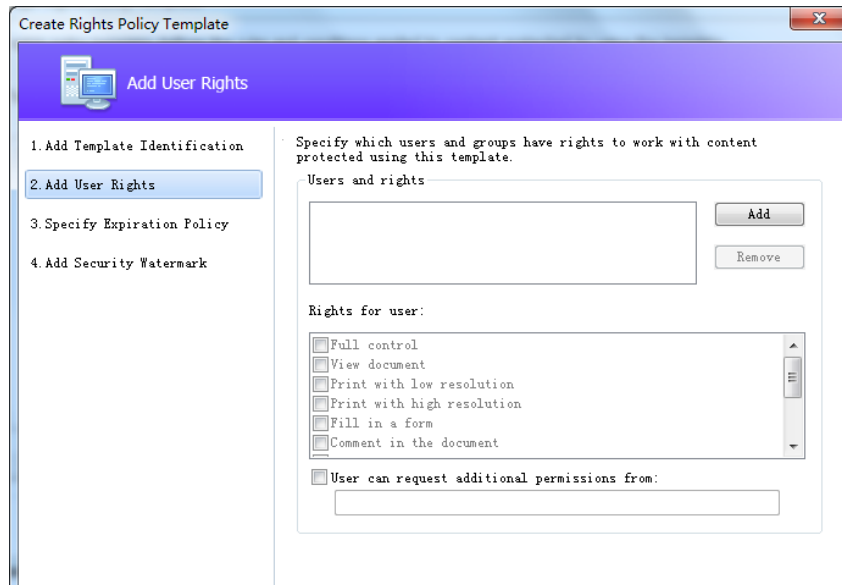 Create Rights Policy Template
Add User Rights
1. Add Template Identification
2. Add User Rights
3. Specify Expiration Policy
4. Add Security Watermark
Specify which users and groups have rights to work with content
protected using this template.
Users and rights
Add
Remove
Rights for user:
Full control
View document
Print with low resolution
Print with high resolution
Fill in a form
Comment in the document
User can request additional permissions from: